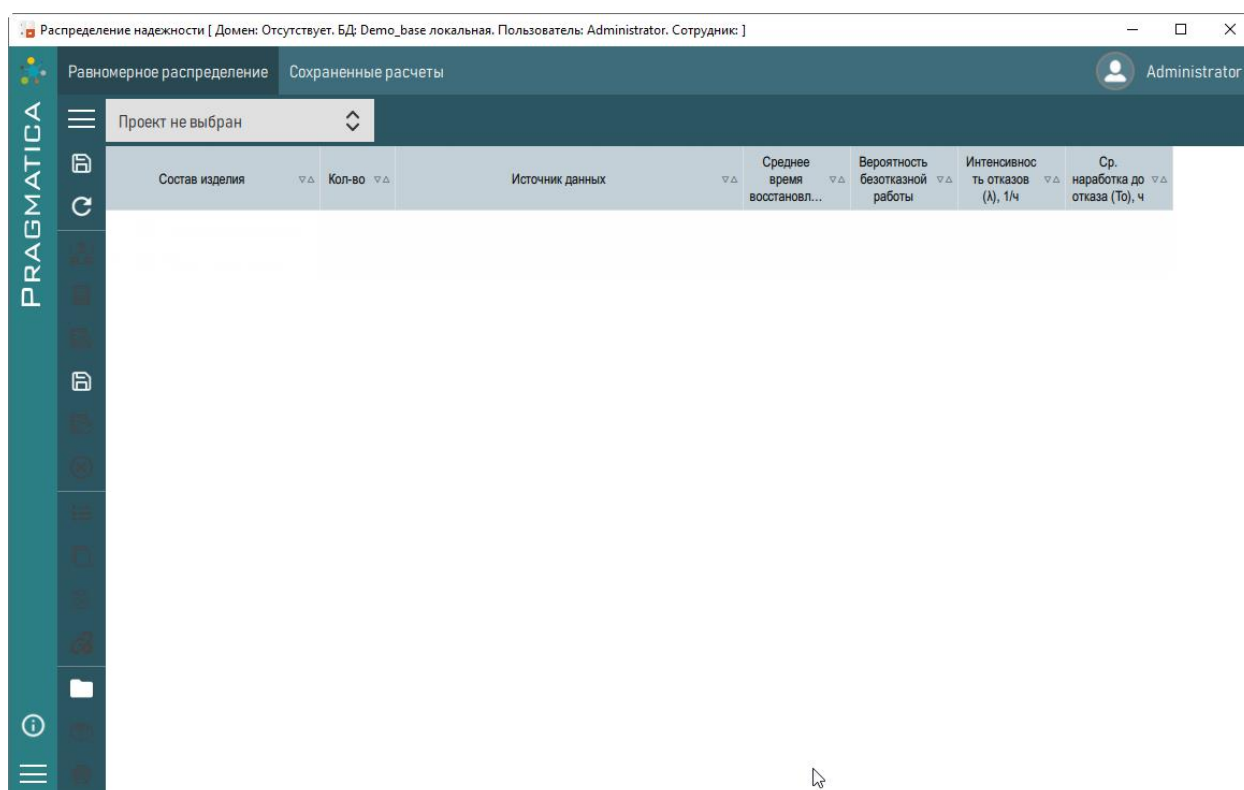 Распределение надежности [ Домен: Отсутствует. БД: Demo_base локальная. Пользователь: Administrator. Сотрудник: ]
Равномерное распределение Сохраненные расчеты Administrator
PRAGMATICA
Проект не выбран
Состав изделия
Кол-во
Источник данных
Среднее
время
восстановл...
Вероятность
безотказной
работы
Интенсивнос
ть отказов
(λ), 1/ч
Ср.
наработка до
отказа (То), ч